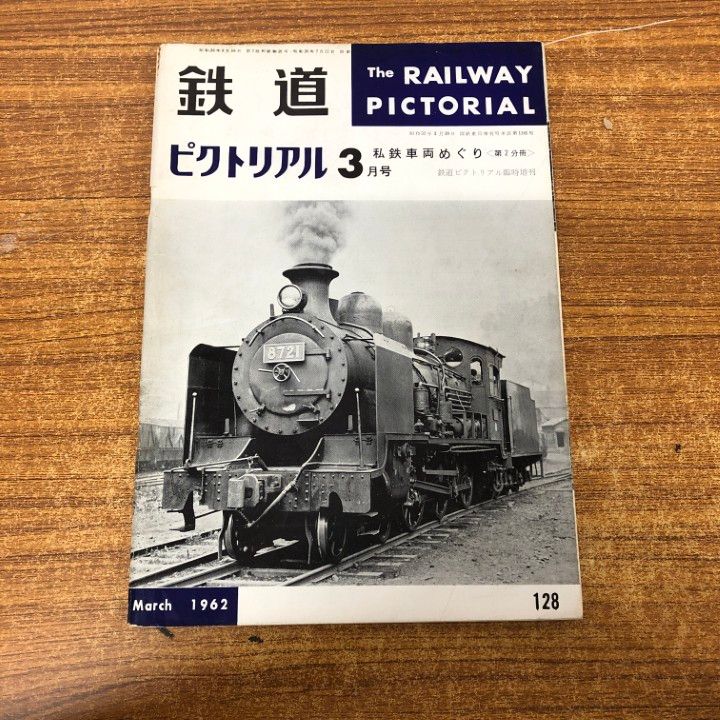 鉄道
The RAILWAY
PICTORIAL
ピクトリアル 3月号
私鉄車両めぐり〈第2分冊〉
鉄道ピクトリアル臨時増刊
8721
March 1962
128